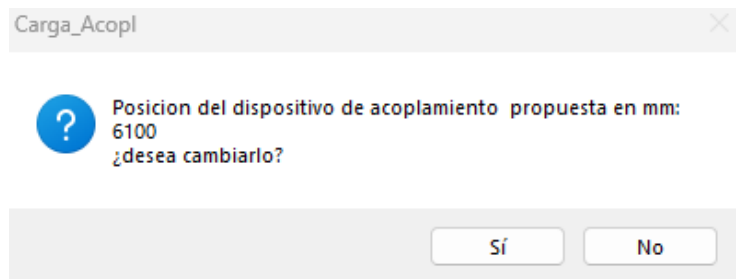 Carga_Acopl
Posicion del dispositivo de acoplamiento  propuesta en mm:
6100
¿desea cambiarlo?
Sí
No